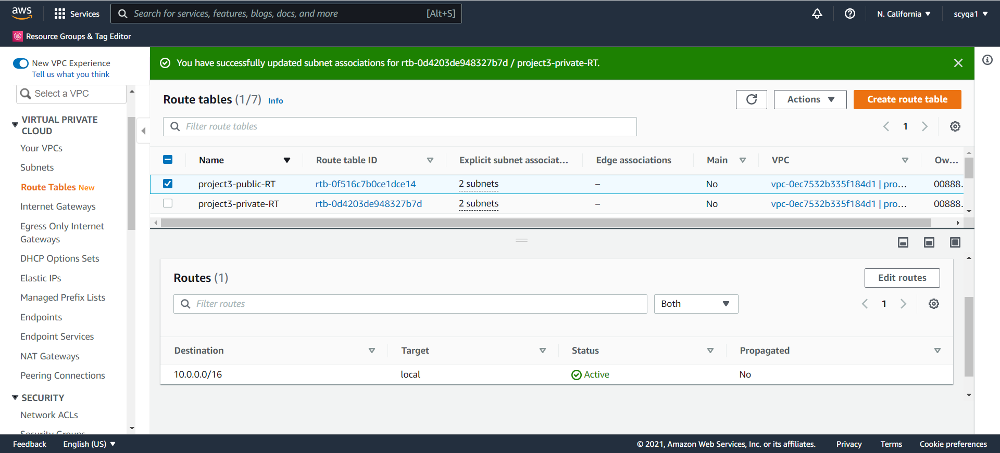 aws
Services
Search for services, features, blogs, docs, and more
[Alt+S]
N. California
scyqa1
Resource Groups & Tag Editor
New VPC Experience
Tell us what you think
Select a VPC
VIRTUAL PRIVATE
CLOUD
Your VPCs
Subnets
Route Tables New
Internet Gateways
Egress Only Internet
Gateways
DHCP Options Sets
Elastic IPs
Managed Prefix Lists
Endpoints
Endpoint Services
NAT Gateways
Peering Connections
SECURITY
Network ACLs
Security Groups
You have successfully updated subnet associations for rtb-0d4203de948327b7d / project3-private-RT.
Route tables (1/7) Info
Actions
Create route table
Filter route tables
1
Name Route table ID Explicit subnet associat... Edge associations Main VPC Ow...
project3-public-RT rtb-0f516c7b0ce1dce14 2 subnets – No vpc-0ec7532b335f184d1 | pro... 00888.
project3-private-RT rtb-0d4203de948327b7d 2 subnets – No vpc-0ec7532b335f184d1 | pro... 00888.
Routes (1)
Edit routes
Filter routes
Both
1
Destination Target Status Propagated
10.0.0.0/16 local Active No
Feedback English (US) © 2021, Amazon Web Services, Inc. or its affiliates. Privacy Terms Cookie preferences